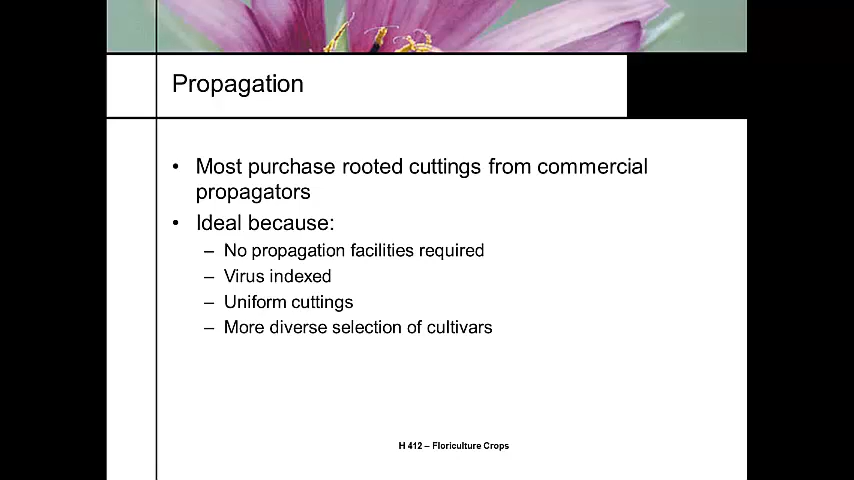 Propagation
• Most purchase rooted cuttings from commercial
propagators
• Ideal because:
– No propagation facilities required
– Virus indexed
– Uniform cuttings
– More diverse selection of cultivars
H 412 – Floriculture Crops